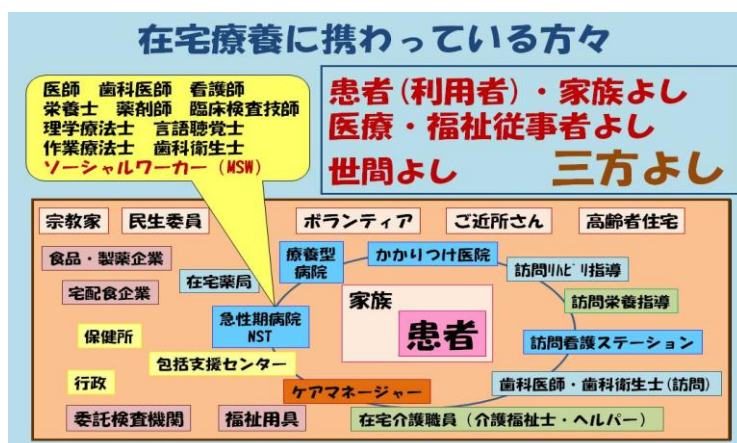 在宅療養に携わっている方々
医師　歯科医師　看護師
栄養士　薬剤師　臨床検査技師
理学療法士　言語聴覚士
作業療法士　歯科衛生士
ソーシャルワーカー（MSW）
患者(利用者)・家族よし
医療・福祉従事者よし
世間よし　三方よし
宗教家　民生委員　ボランティア　ご近所さん　高齢者住宅
食品・製薬企業
宅配食企業
在宅薬局
療養型
病院
かかりつけ医院
訪問ﾘﾊﾋﾞﾘ指導
訪問栄養指導
急性期病院
NST
家族
患者
訪問看護ステーション
保健所
包括支援センター
行政
ケアマネージャー
歯科医師・歯科衛生士(訪問)
委託検査機関
福祉用具
在宅介護職員（介護福祉士・ヘルパー）